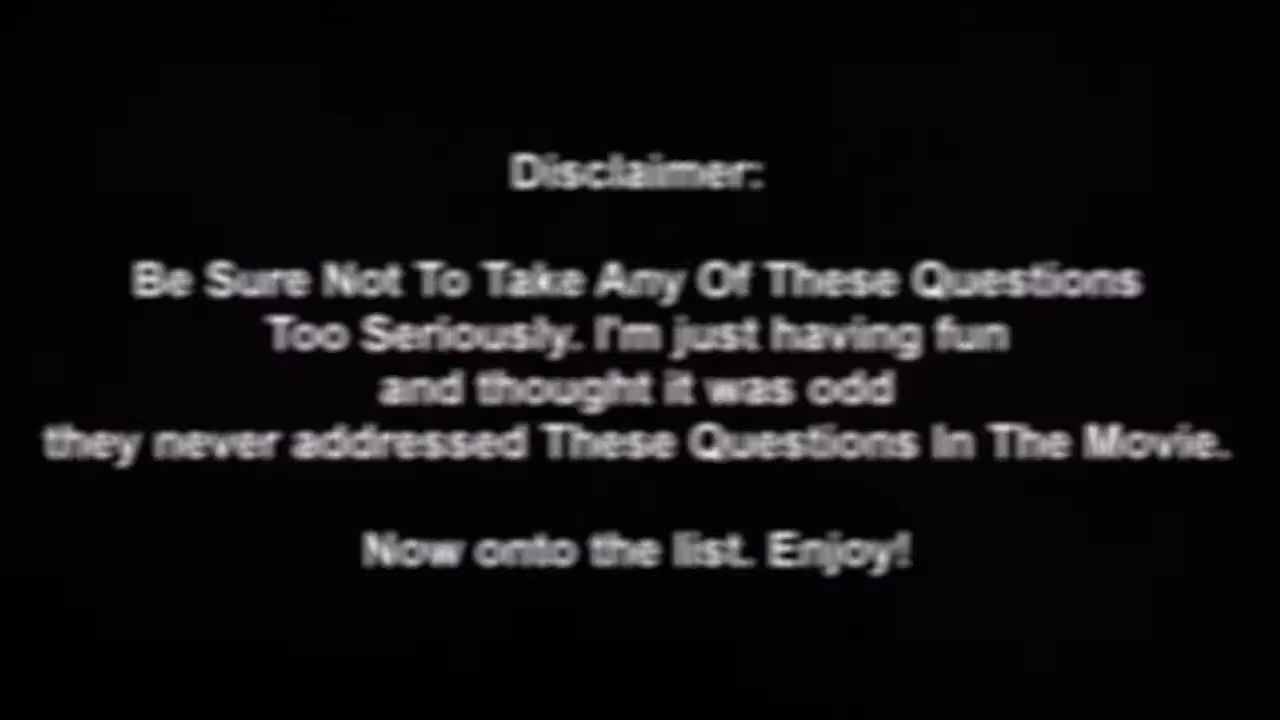 Disclaimer:
Be Sure Not To Take Any Of These Questions
Too Seriously. I'm just having fun
and thought it was odd
they never addressed These Questions In The Movie.
Now onto the list. Enjoy!